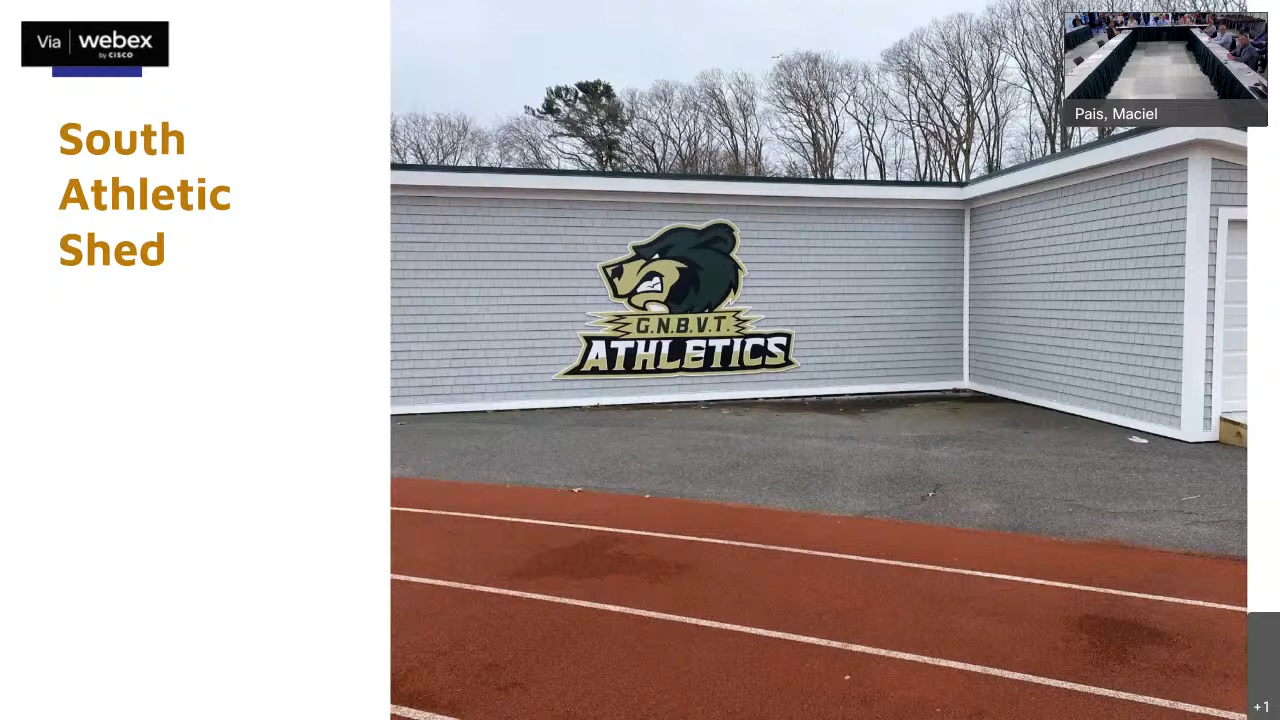 Via webex
by CISCO
South
Athletic
Shed
Pais, Maciel
G.N.B.V.T.
ATHLETICS
+1